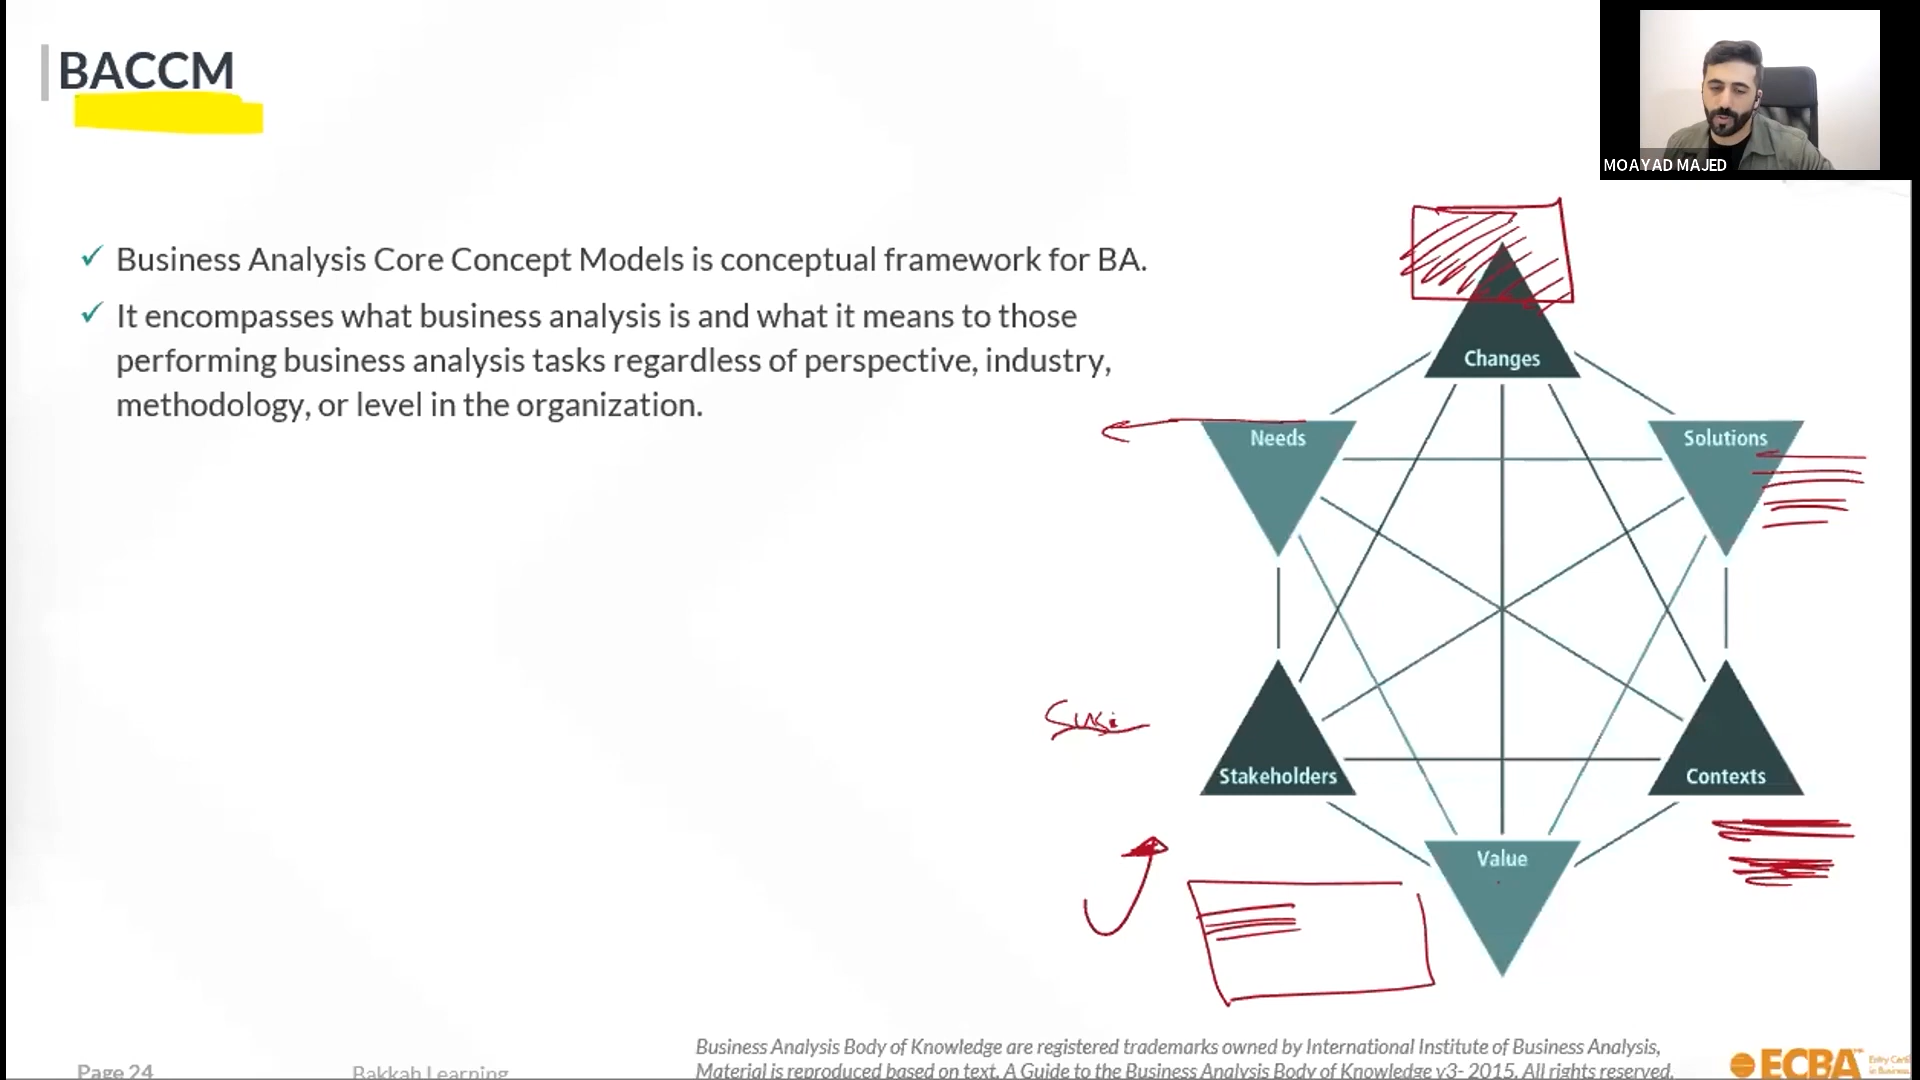 BACCM
MOAYAD MAJED
✓ Business Analysis Core Concept Models is conceptual framework for BA.
✓ It encompasses what business analysis is and what it means to those
performing business analysis tasks regardless of perspective, industry,
methodology, or level in the organization.
Changes
Needs
Solutions
Stakeholders
Contexts
Value
Business Analysis Body of Knowledge are registered trademarks owned by International Institute of Business Analysis,
Material is reproduced based on text, A Guide to the Business Analysis Body of Knowledge v3- 2015. All rights reserved.
Page 24
Bakkah Learning
ECBA